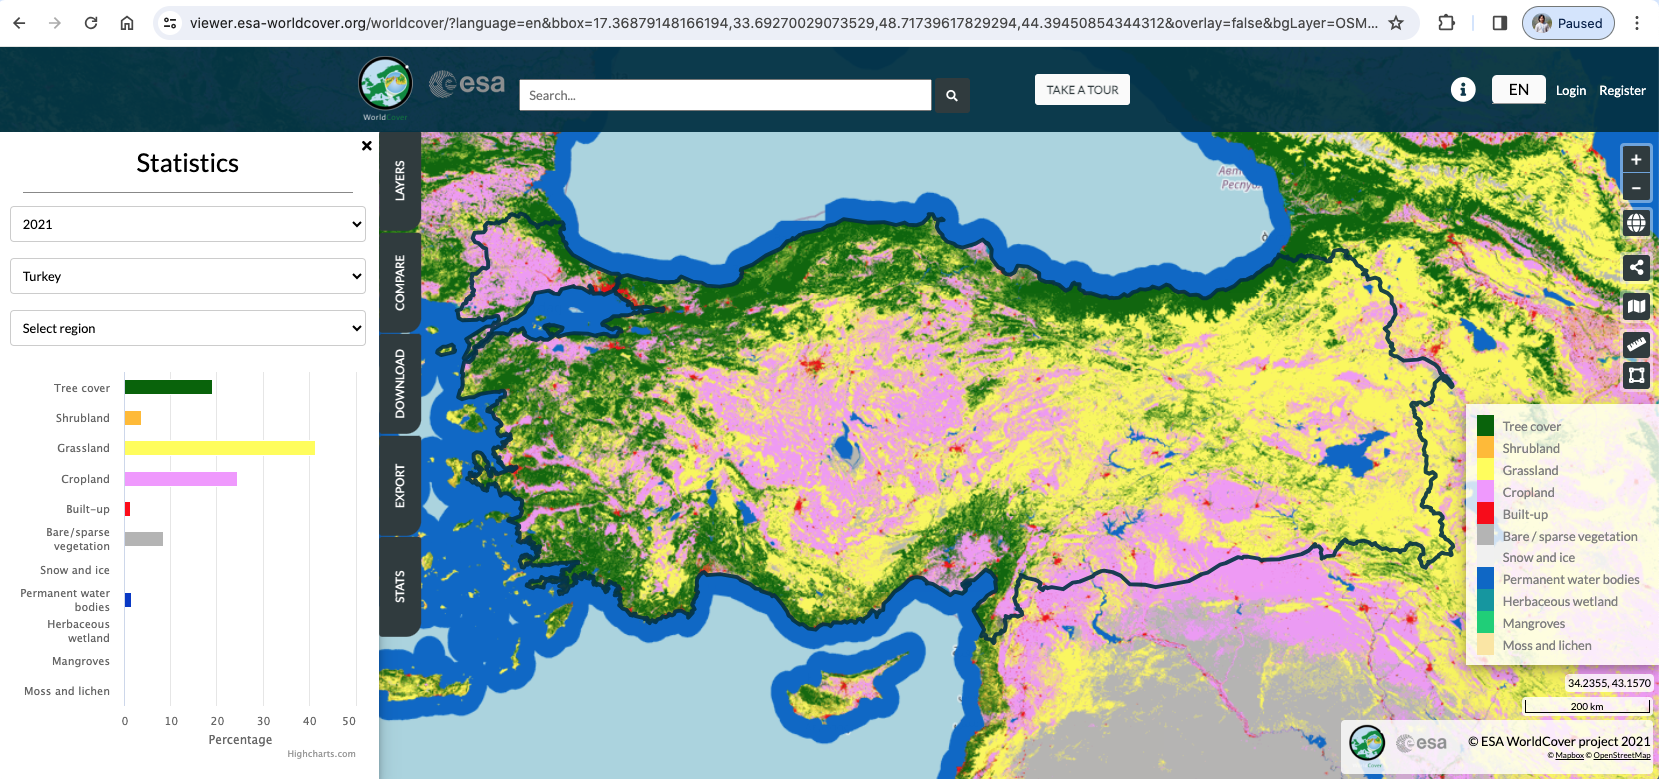 viewer.esa-worldcover.org/worldcover/?language=en&bbox=17.36879148166194,33.69270029073529,48.71739617829294,44.39450854344312&overlay=false&bgLayer=OSM...
Paused
WorldCover
esa
Search...
TAKE A TOUR
EN
Login
Register
Statistics
2021
Turkey
Select region
Tree cover
Shrubland
Grassland
Cropland
Built-up
Bare/sparse
vegetation
Snow and ice
Permanent water
bodies
Herbaceous
wetland
Mangroves
Moss and lichen
0 10 20 30 40 50
Percentage
Highcharts.com
LAYERS
COMPARE
DOWNLOAD
EXPORT
STATS
Tree cover
Shrubland
Grassland
Cropland
Built-up
Bare / sparse vegetation
Snow and ice
Permanent water bodies
Herbaceous wetland
Mangroves
Moss and lichen
34.2355, 43.1570
200 km
esa
© ESA WorldCover project 2021
© Mapbox © OpenStreetMap